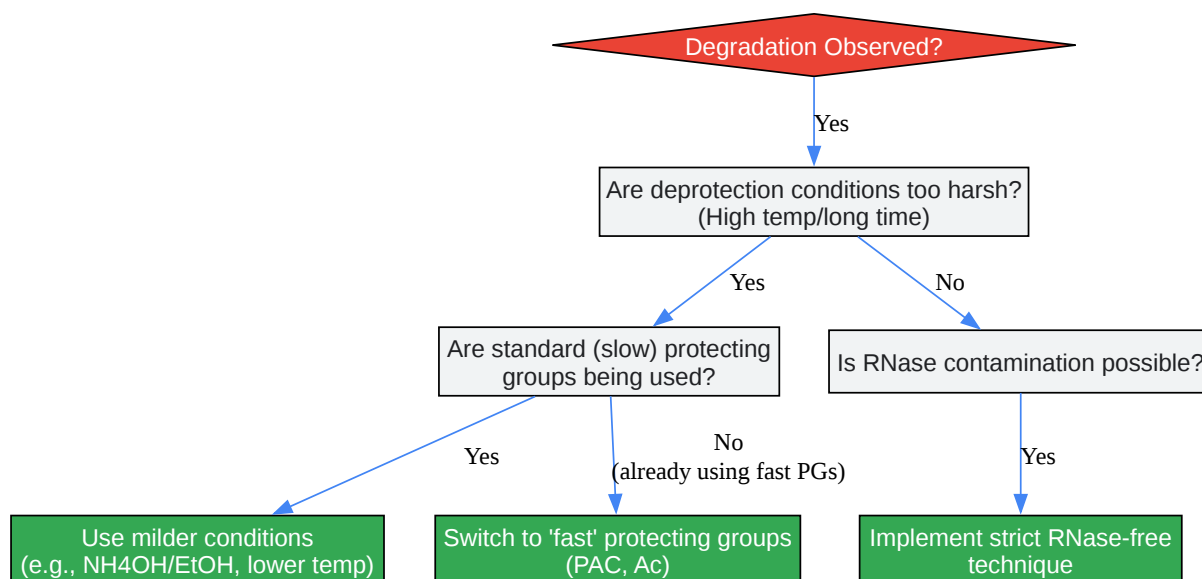 Degradation Observed?
Yes
Are deprotection conditions too harsh?
(High temp/long time)
Yes
No
Are standard (slow) protecting
groups being used?
Is RNase contamination possible?
Yes
No
(already using fast PGs)
Yes
Use milder conditions
(e.g., NH4OH/EtOH, lower temp)
Switch to 'fast' protecting groups
(PAC, Ac)
Implement strict RNase-free
technique